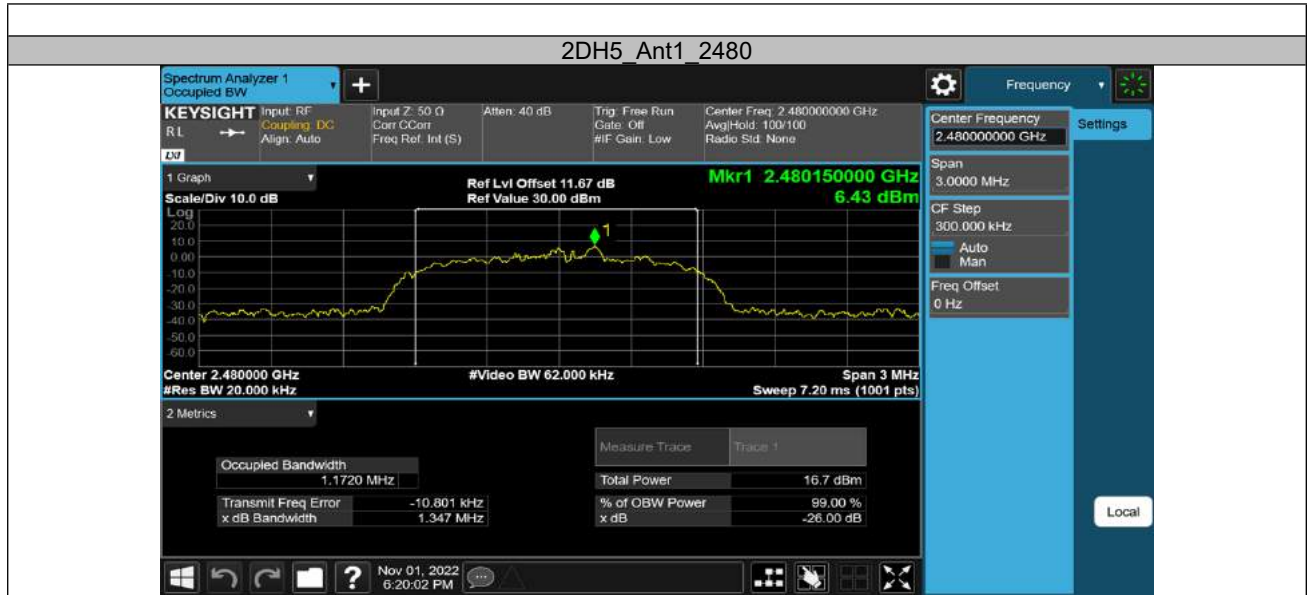 2DH5_Ant1_2480
Spectrum Analyzer 1
Occupied BW
+
Frequency
KEYSIGHT
R L
LXI
Input: RF
Coupling: DC
Align: Auto
Input Z: 50 Ω
Corr CCorr
Freq Ref: Int (S)
Atten: 40 dB
Trig: Free Run
Gate: Off
#IF Gain: Low
Center Freq: 2.480000000 GHz
Avg|Hold: 100/100
Radio Std: None
Center Frequency
2.480000000 GHz
Settings
Span
3.0000 MHz
CF Step
300.000 kHz
Auto
Man
Freq Offset
0 Hz
Local
1 Graph
Scale/Div 10.0 dB
Ref Lvl Offset 11.67 dB
Ref Value 30.00 dBm
Mkr1 2.480150000 GHz
6.43 dBm
Log
20.0
10.0
0.00
-10.0
-20.0
-30.0
-40.0
-50.0
-60.0
1
Center 2.480000 GHz
#Res BW 20.000 kHz
#Video BW 62.000 kHz
Span 3 MHz
Sweep 7.20 ms (1001 pts)
2 Metrics
Measure Trace
Trace 1
Occupied Bandwidth
1.1720 MHz
Total Power
16.7 dBm
Transmit Freq Error
-10.801 kHz
% of OBW Power
99.00 %
x dB Bandwidth
1.347 MHz
x dB
-26.00 dB
?
Nov 01, 2022
6:20:02 PM